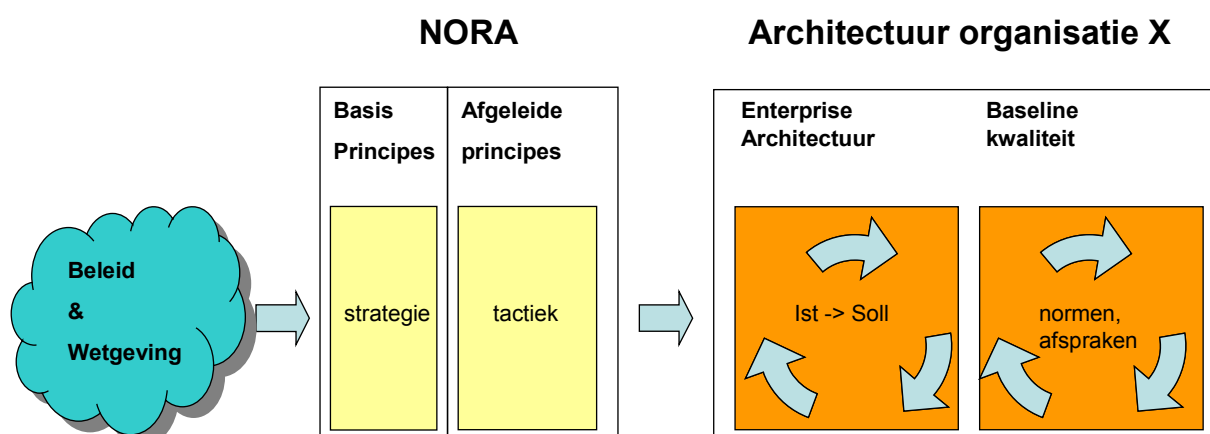 NORA
Architectuur organisatie X
Basis
Principes
Afgeleide
principes
Enterprise
Architectuur
Baseline
kwaliteit
Beleid
&
Wetgeving
strategie
tactiek
Ist -> Soll
normen,
afspraken